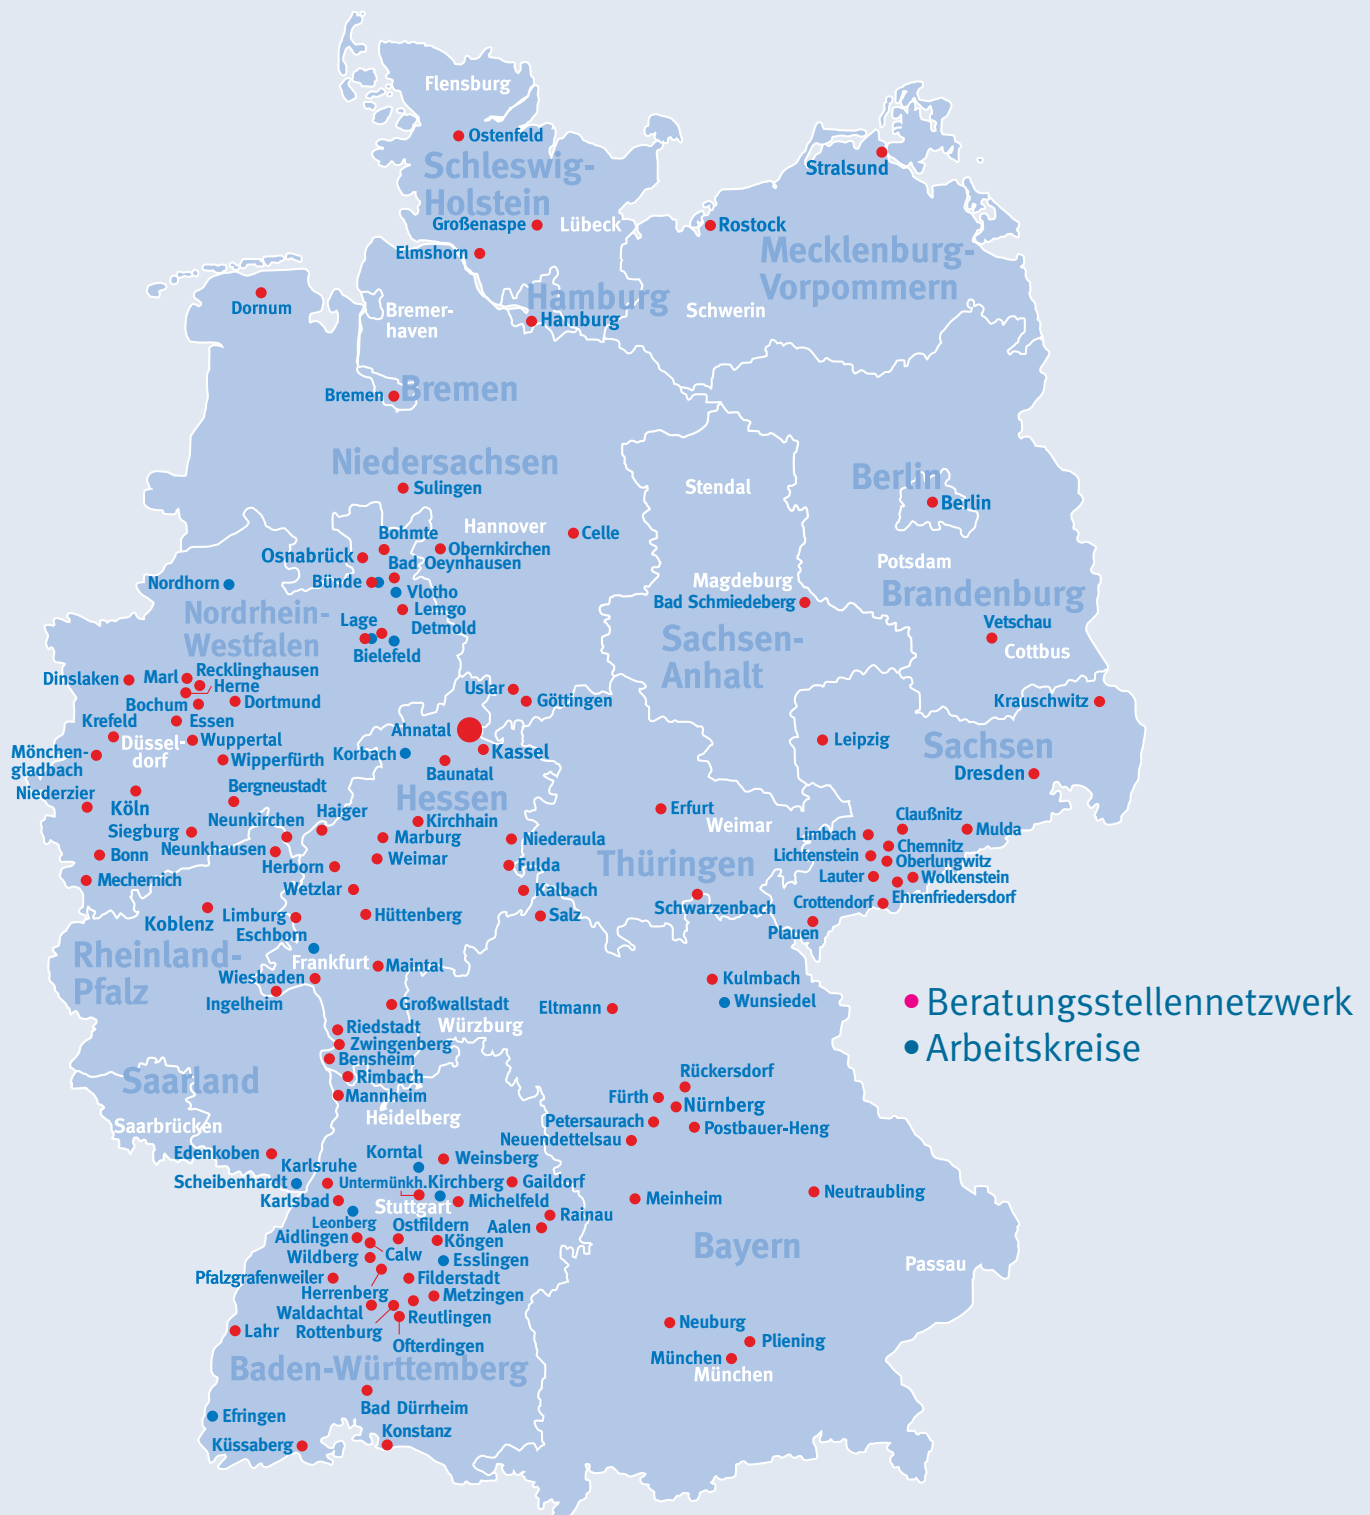 Flensburg
Ostenfeld
Schleswig-
Holstein
Stralsund
Großenaspe
Lübeck
Rostock
Elmshorn
Mecklenburg-
Vorpommern
Dornum
Bremer-
haven
Hamburg
Hamburg
Schwerin
Bremen
Bremen
Niedersachsen
Sulingen
Stendal
Berlin
Berlin
Hannover
Celle
Bohmte
Obernkirchen
Osnabrück
Bad Oeynhausen
Potsdam
Nordhorn
Bünde
Vlotho
Magdeburg
Bad Schmiedeberg
Brandenburg
Nordrhein-
Westfalen
Lemgo
Lage
Detmold
Bielefeld
Sachsen-
Anhalt
Vetschau
Cottbus
Dinslaken
Marl
Recklinghausen
Herne
Bochum
Dortmund
Uslar
Göttingen
Krauschwitz
Krefeld
Essen
Düssel-
dorf
Wuppertal
Ahnatal
Leipzig
Sachsen
Mönchen-
gladbach
Wipperfürth
Korbach
Kassel
Baunatal
Dresden
Niederzier
Köln
Bergneustadt
Hessen
Erfurt
Weimar
Neunkirchen
Haiger
Kirchhain
Claußnitz
Siegburg
Marburg
Niederaula
Limbach
Mulda
Neunkhausen
Chemnitz
Bonn
Weimar
Lichtenstein
Oberlungwitz
Herborn
Fulda
Thüringen
Mechernich
Lauter
Wolkenstein
Wetzlar
Kalbach
Ehrenfriedersdorf
Schwarzenbach
Crottendorf
Koblenz
Limburg
Hüttenberg
Salz
Plauen
Eschborn
Rheinland-
Pfalz
Frankfurt
Maintal
Wiesbaden
Kulmbach
Ingelheim
Großwallstadt
Eltmann
Wunsiedel
Beratungsstellennetzwerk
Riedstadt
Würzburg
Zwingenberg
Arbeitskreise
Bensheim
Rimbach
Rückersdorf
Saarland
Mannheim
Fürth
Nürnberg
Heidelberg
Petersaurach
Saarbrücken
Postbauer-Heng
Neuendettelsau
Edenkoben
Korntal
Weinsberg
Karlsruhe
Scheibenhardt
Untermünkh.
Kirchberg
Gaildorf
Meinheim
Neutraubling
Karlsbad
Stuttgart
Michelfeld
Rainau
Leonberg
Ostfildern
Aalen
Aidlingen
Köngen
Bayern
Wildberg
Calw
Esslingen
Passau
Pfalzgrafenweiler
Filderstadt
Herrenberg
Metzingen
Waldachtal
Reutlingen
Neuburg
Lahr
Rottenburg
Ofterdingen
Pliening
München
München
Baden-Württemberg
Bad Dürrheim
Efringen
Konstanz
Küssaberg